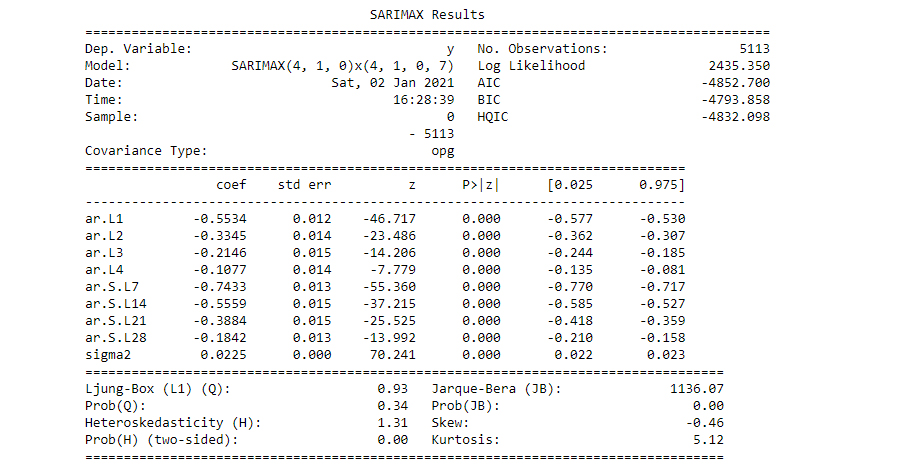 SARIMAX Results
==========================================================================================
Dep. Variable: y No. Observations: 5113
Model: SARIMAX(4, 1, 0)x(4, 1, 0, 7) Log Likelihood 2435.350
Date: Sat, 02 Jan 2021 AIC -4852.700
Time: 16:28:39 BIC -4793.858
Sample: 0 HQIC -4832.098
- 5113
Covariance Type: opg
==============================================================================
coef std err z P>|z| [0.025 0.975]
------------------------------------------------------------------------------
ar.L1 -0.5534 0.012 -46.717 0.000 -0.577 -0.530
ar.L2 -0.3345 0.014 -23.486 0.000 -0.362 -0.307
ar.L3 -0.2146 0.015 -14.206 0.000 -0.244 -0.185
ar.L4 -0.1077 0.014 -7.779 0.000 -0.135 -0.081
ar.S.L7 -0.7433 0.013 -55.360 0.000 -0.770 -0.717
ar.S.L14 -0.5559 0.015 -37.215 0.000 -0.585 -0.527
ar.S.L21 -0.3884 0.015 -25.525 0.000 -0.418 -0.359
ar.S.L28 -0.1842 0.013 -13.992 0.000 -0.210 -0.158
sigma2 0.0225 0.000 70.241 0.000 0.022 0.023
===================================================================================
Ljung-Box (L1) (Q): 0.93 Jarque-Bera (JB): 1136.07
Prob(Q): 0.34 Prob(JB): 0.00
Heteroskedasticity (H): 1.31 Skew: -0.46
Prob(H) (two-sided): 0.00 Kurtosis: 5.12
===================================================================================